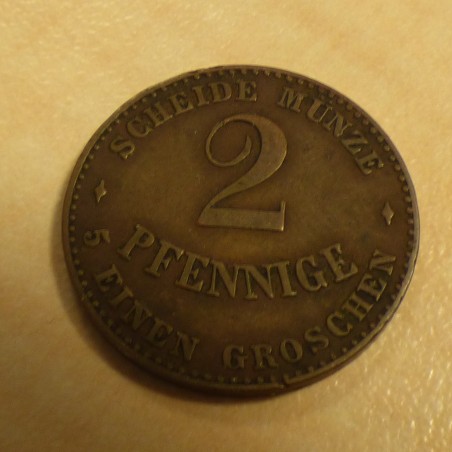 SCHEIDE MÜNZE
2
PFENNIGE
5 EINEN GROSCHEN